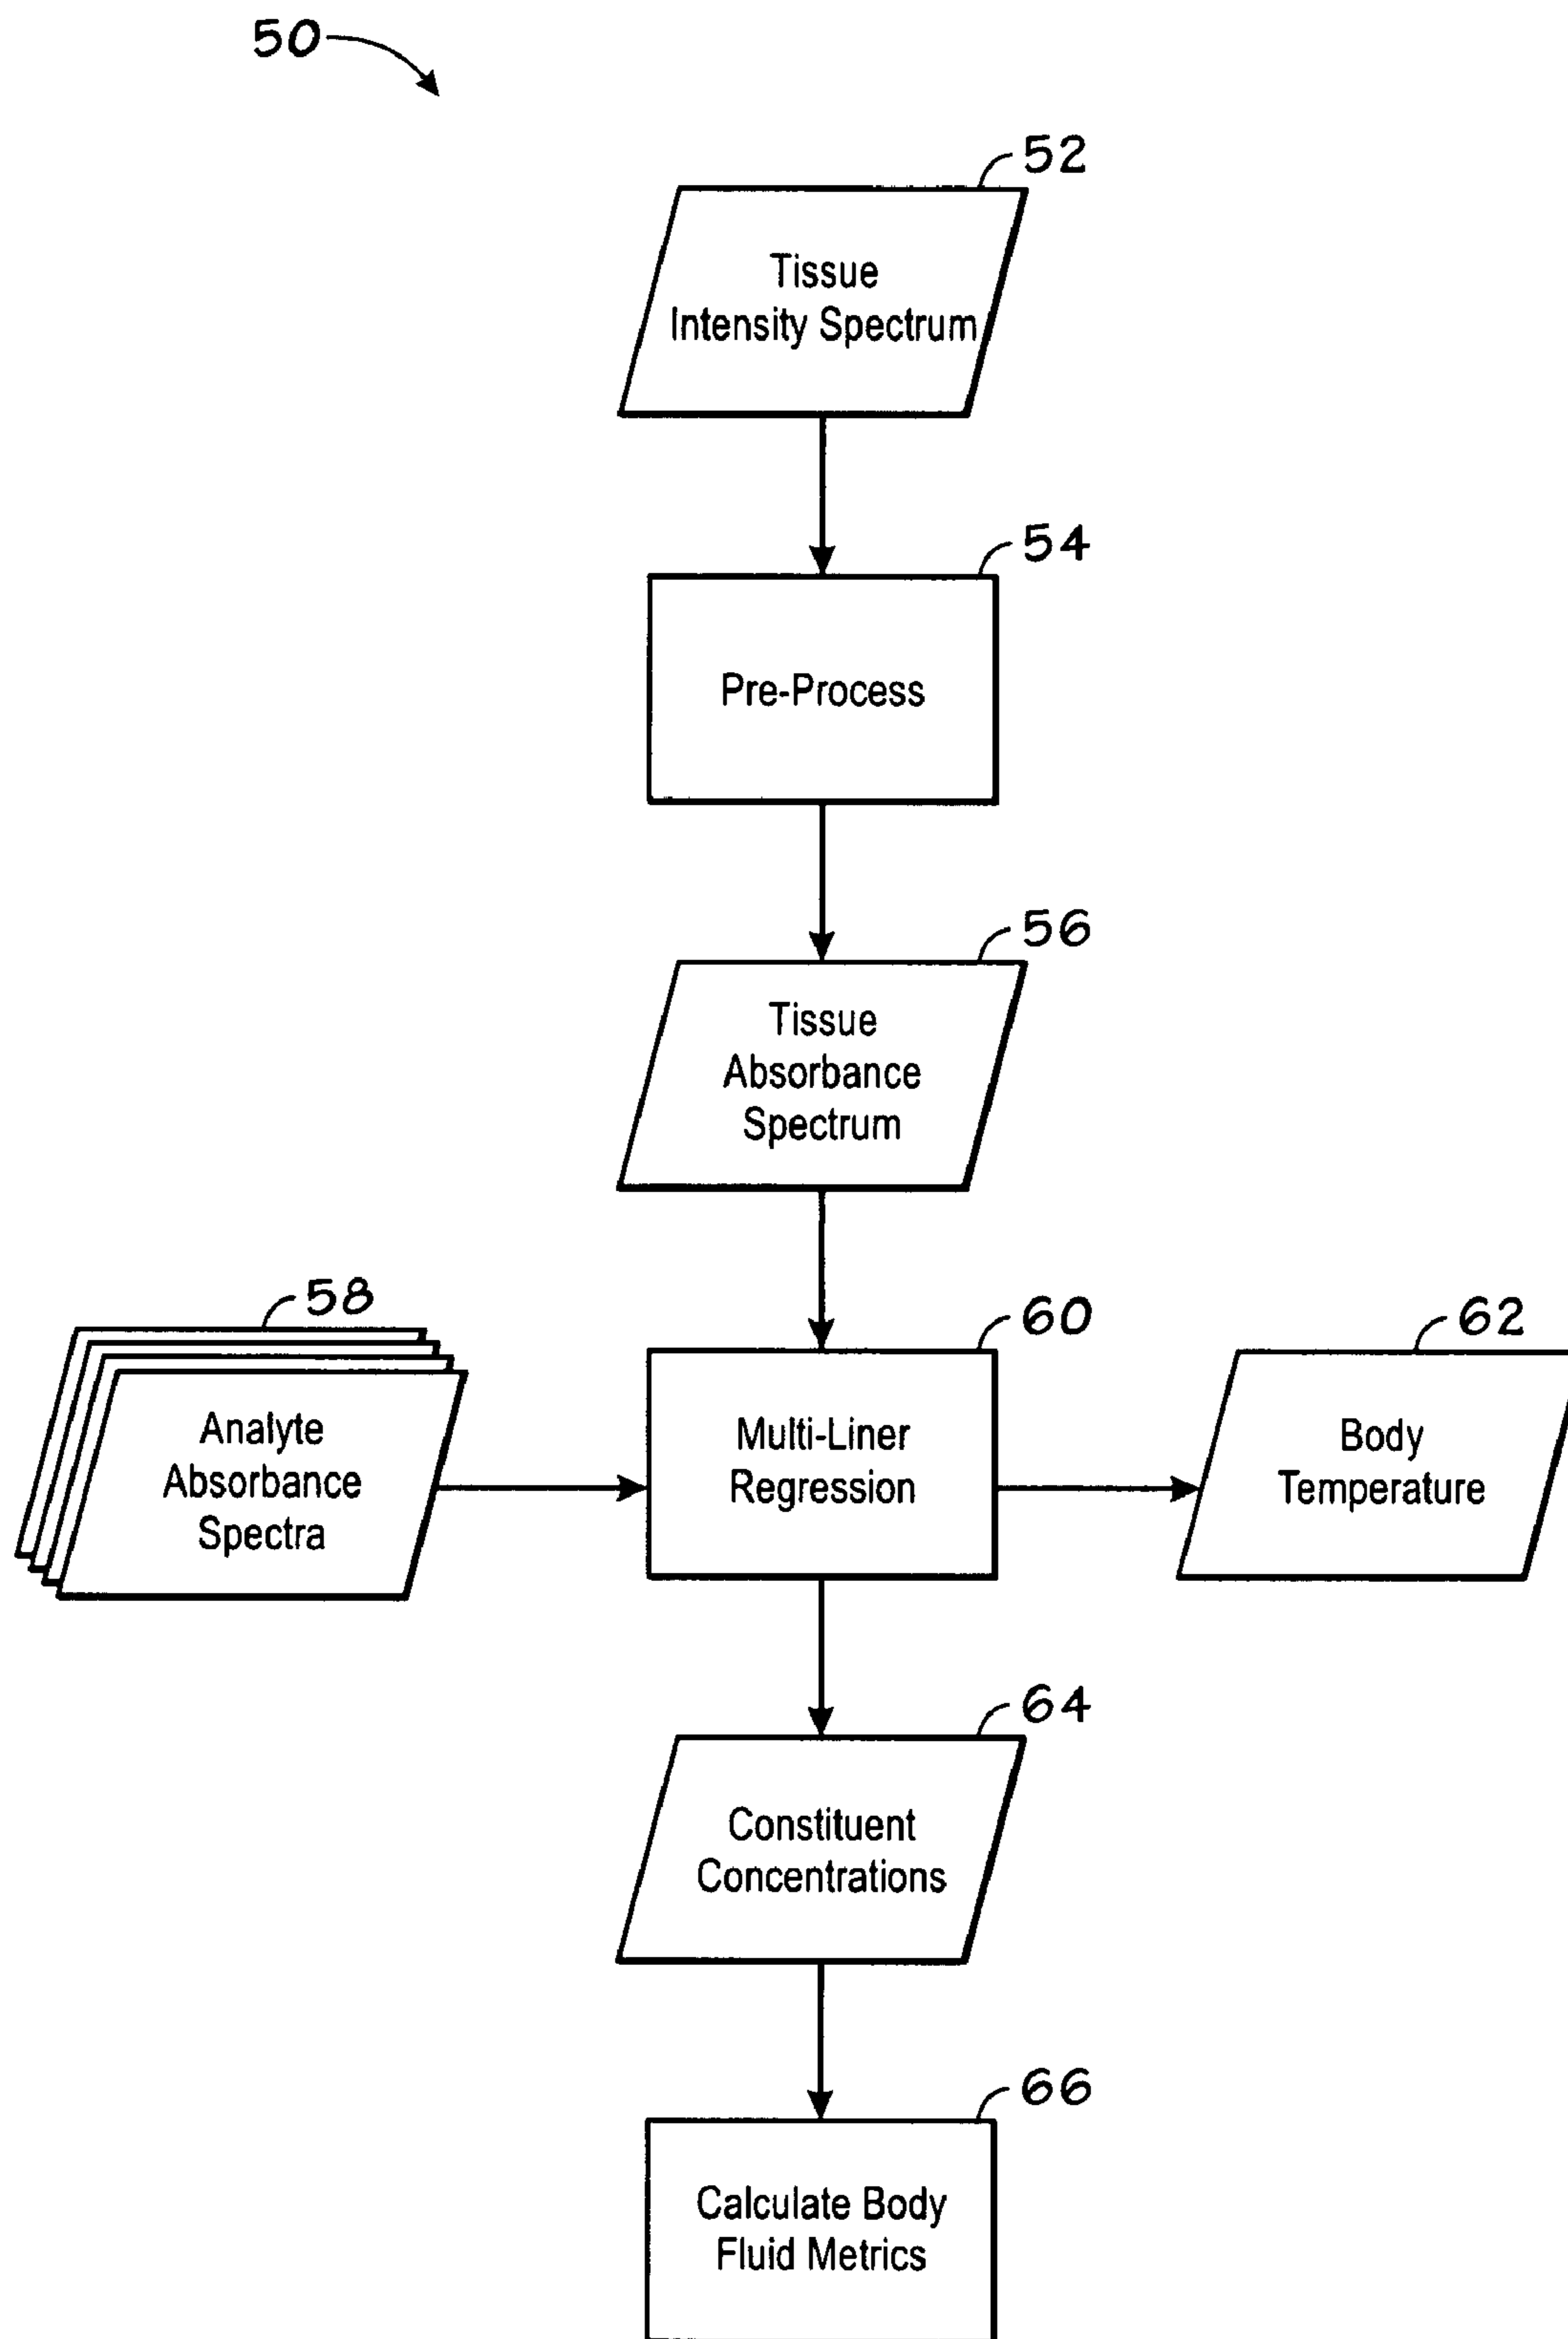 50
52
Tissue
Intensity Spectrum
54
Pre-Process
56
Tissue
Absorbance
Spectrum
58
Analyte
Absorbance
Spectra
60
Multi-Liner
Regression
62
Body
Temperature
64
Constituent
Concentrations
66
Calculate Body
Fluid Metrics